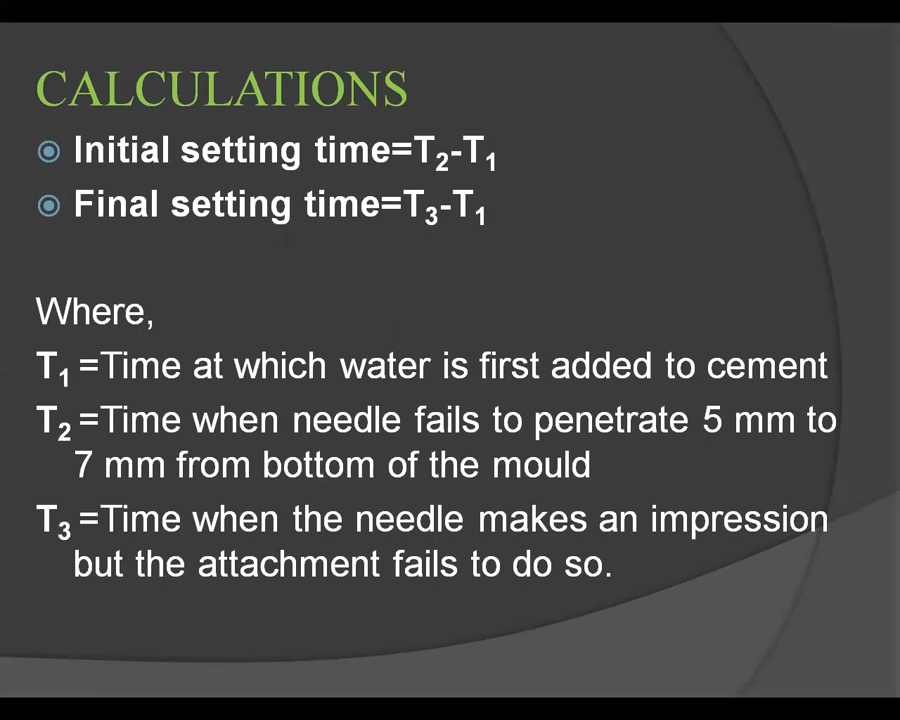 CALCULATIONS
Initial setting time=T₂-T₁
Final setting time=T₃-T₁
Where,
T₁ =Time at which water is first added to cement
T₂ =Time when needle fails to penetrate 5 mm to
7 mm from bottom of the mould
T₃ =Time when the needle makes an impression
but the attachment fails to do so.